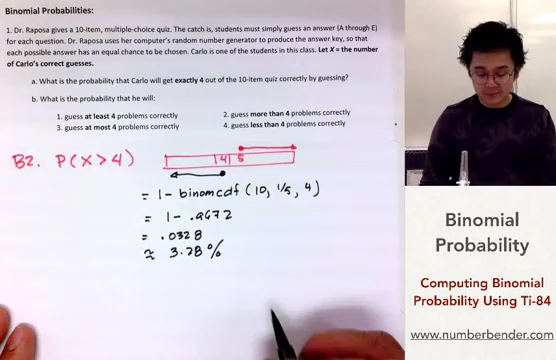 Binomial Probabilities:
1. Dr. Raposa gives a 10-item, multiple-choice quiz. The catch is, students must simply guess an answer (A through E)
for each question. Dr. Raposa uses her computer's random number generator to produce the answer key, so that
each possible answer has an equal chance to be chosen. Carlo is one of the students in this class. Let X = the number
of Carlo's correct guesses.
a. What is the probability that Carlo will get exactly 4 out of the 10-item quiz correctly by guessing?
b. What is the probability that he will:
1. guess at least 4 problems correctly 2. guess more than 4 problems correctly
3. guess at most 4 problems correctly 4. guess less than 4 problems correctly
B2. P(X>4) 4 5
= 1 - binomcdf (10, 1/5, 4)
= 1 - .9672
= .0328
≈ 3.28%
Binomial
Probability
Computing Binomial
Probability Using Ti-84
www.numberbender.com